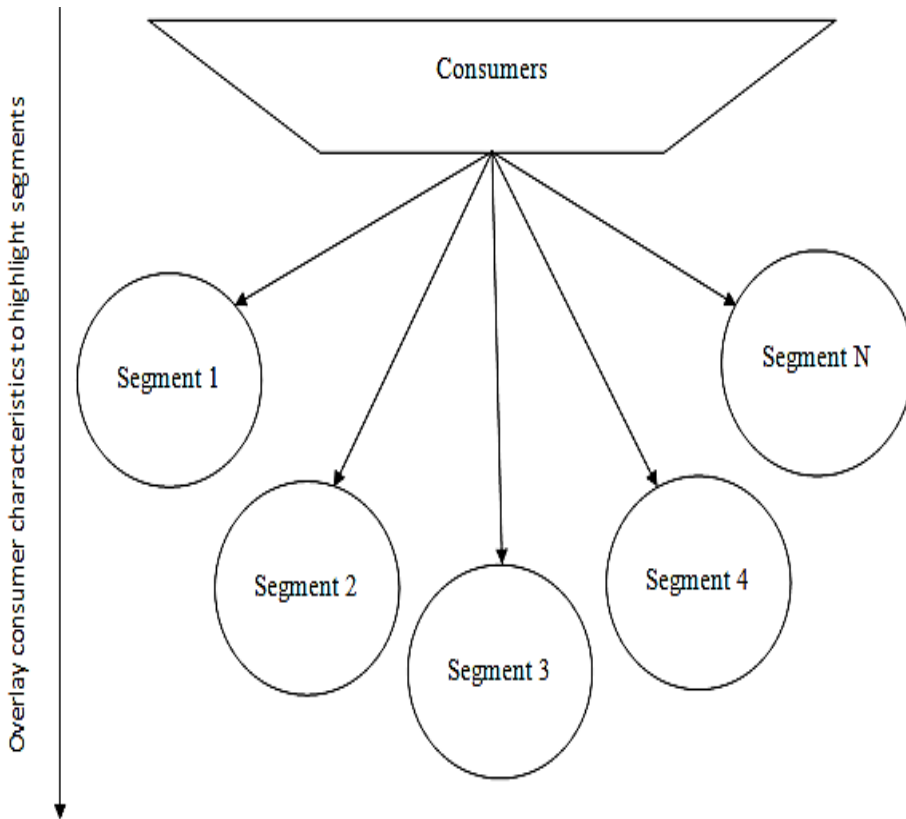 Consumers
Overlay consumer characteristics to highlight segments
Segment 1
Segment 2
Segment 3
Segment 4
Segment N